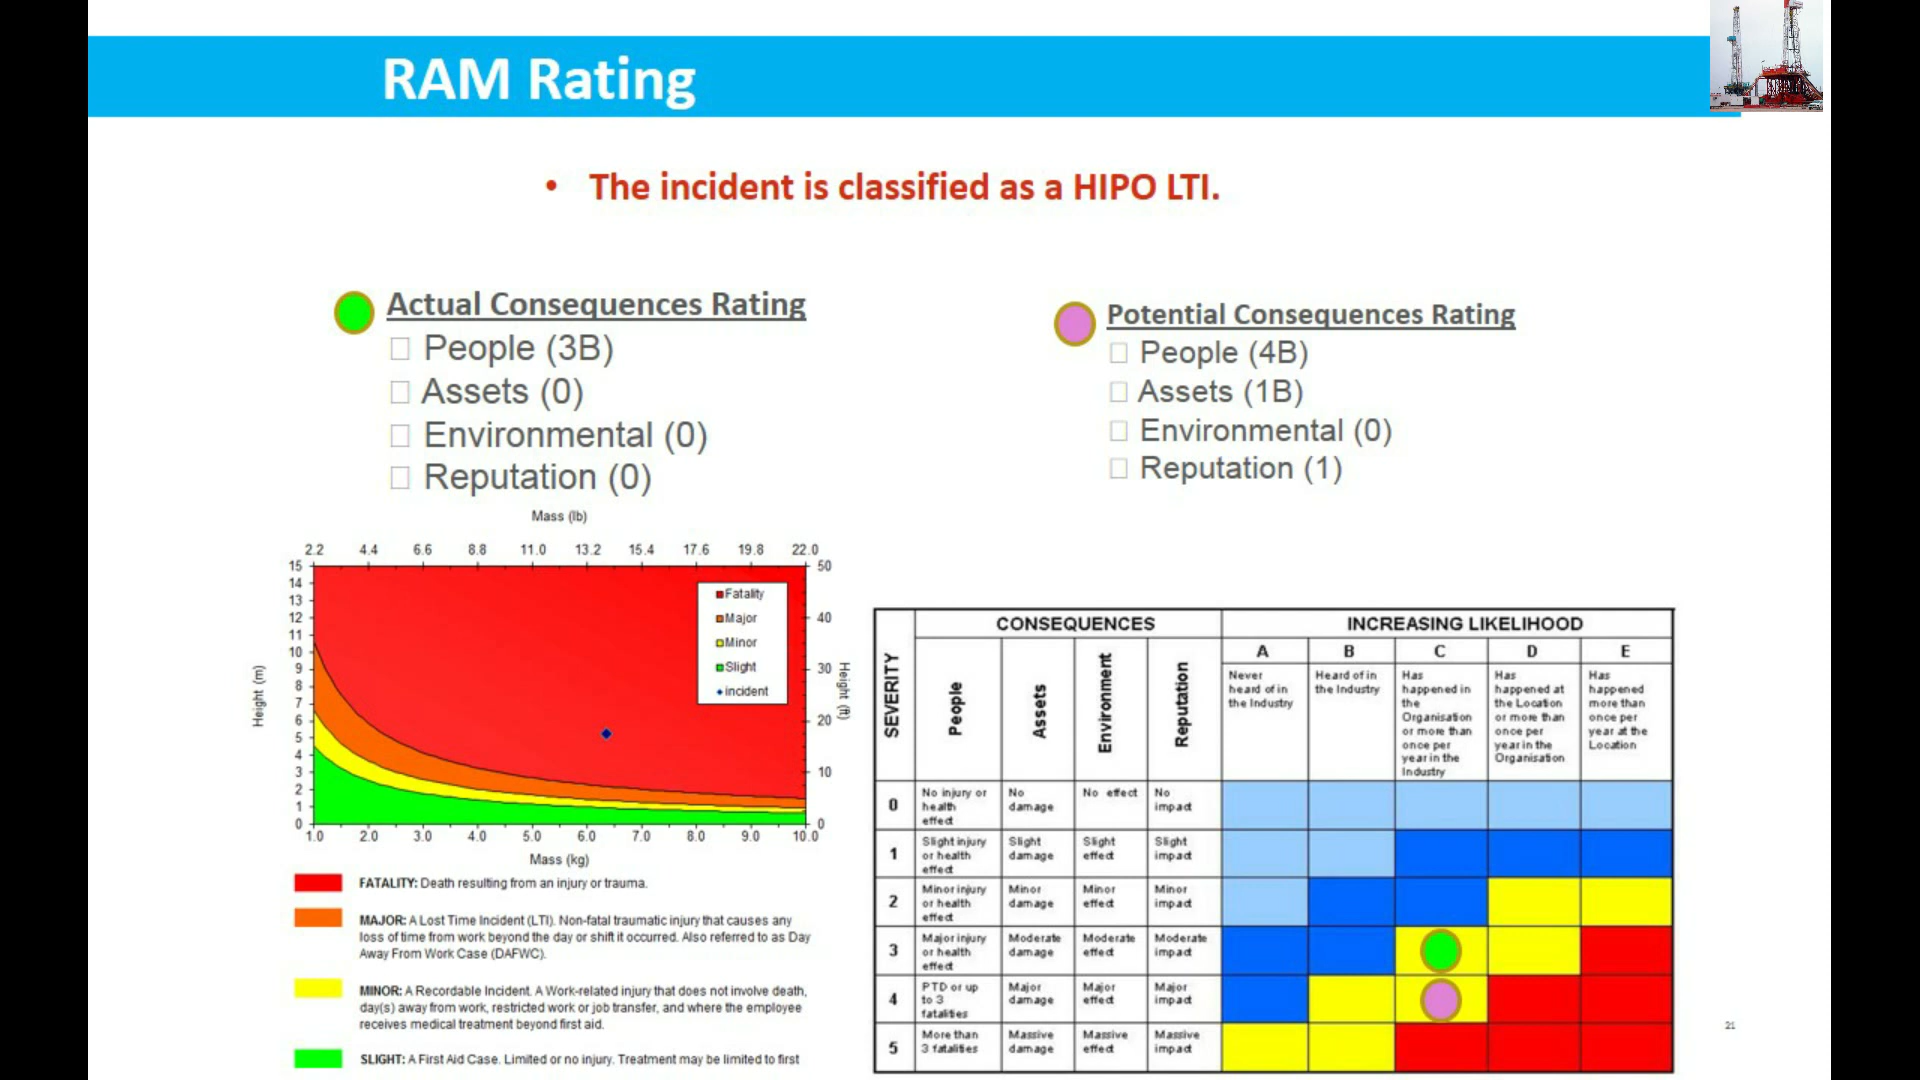 RAM Rating
• The incident is classified as a HIPO LTI.
Actual Consequences Rating
People (3B)
Assets (0)
Environmental (0)
Reputation (0)
Potential Consequences Rating
People (4B)
Assets (1B)
Environmental (0)
Reputation (1)
Mass (lb)
2.2 4.4 6.6 8.8 11.0 13.2 15.4 17.6 19.8 22.0
15
14
13
12
11
10
9
8
7
6
5
4
3
2
1
0
Height (m)
50
40
30
20
10
0
Height (ft)
Fatality
Major
Minor
Slight
incident
1.0 2.0 3.0 4.0 5.0 6.0 7.0 8.0 9.0 10.0
Mass (kg)
FATALITY: Death resulting from an injury or trauma.
MAJOR: A Lost Time Incident (LTI). Non-fatal traumatic injury that causes any
loss of time from work beyond the day or shift it occurred. Also referred to as Day
Away From Work Case (DAFWC).
MINOR: A Recordable Incident. A Work-related injury that does not involve death,
day(s) away from work, restricted work or job transfer, and where the employee
receives medical treatment beyond first aid.
SLIGHT: A First Aid Case. Limited or no injury. Treatment may be limited to first
SEVERITY
CONSEQUENCES
INCREASING LIKELIHOOD
People
Assets
Environment
Reputation
A
B
C
D
E
Never
heard of in
the Industry
Heard of in
the Industry
Has
happened in
the
Organisation
or more than
once per
year in the
Industry
Has
happened at
the Location
or more than
once per
year in the
Organisation
Has
happened
more than
once per
year at the
Location
0
No injury or
health
effect
No
damage
No effect
No
impact
1
Slight injury
or health
effect
Slight
damage
Slight
effect
Slight
impact
2
Minor injury
or health
effect
Minor
damage
Minor
effect
Minor
impact
3
Major injury
or health
effect
Moderate
damage
Moderate
effect
Moderate
impact
4
PTD or up
to 3
fatalities
Major
damage
Major
effect
Major
impact
5
More than
3 fatalities
Massive
damage
Massive
effect
Massive
impact
21